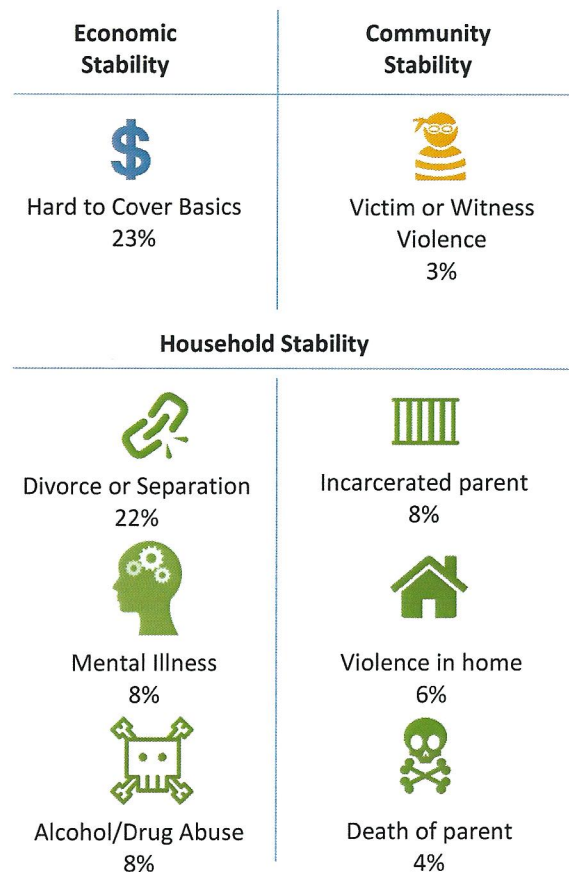 Economic
Stability
Community
Stability
$
Hard to Cover Basics
23%
Victim or Witness
Violence
3%
Household Stability
Divorce or Separation
22%
Incarcerated parent
8%
Mental Illness
8%
Violence in home
6%
Alcohol/Drug Abuse
8%
Death of parent
4%